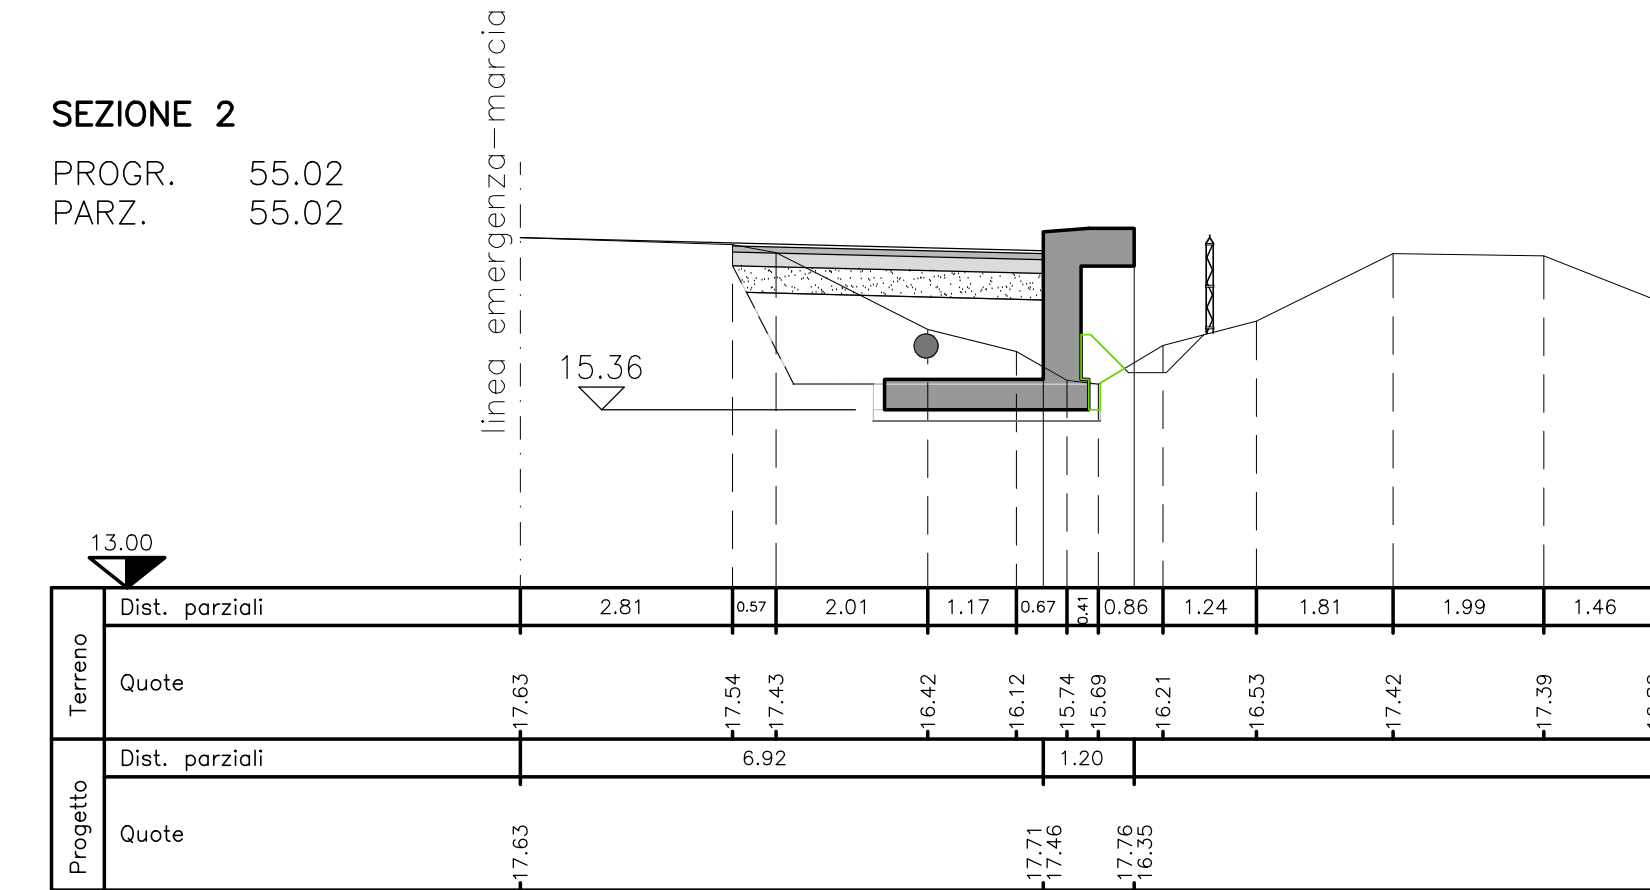 linea emergenza-marcia
SEZIONE 2
PROGR. 55.02
PARZ. 55.02
15.36
13.00
Terreno
Dist. parziali 2.81 0.57 2.01 1.17 0.67 0.41 0.86 1.24 1.81 1.99 1.46
Quote 17.63 17.54 17.43 16.42 16.12 15.74 15.69 16.21 16.53 17.42 17.39
Progetto
Dist. parziali 6.92 1.20
Quote 17.63 17.71 17.46 17.76 16.35